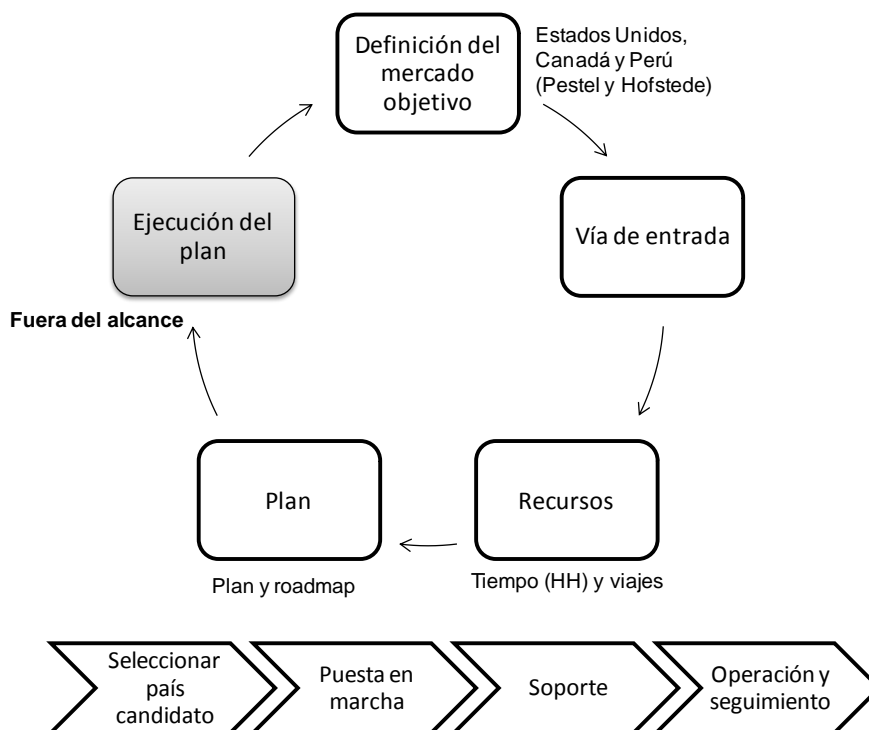 Definición del
mercado
objetivo
Estados Unidos,
Canadá y Perú
(Pestel y Hofstede)
Vía de entrada
Recursos
Tiempo (HH) y viajes
Plan
Plan y roadmap
Ejecución del
plan
Fuera del alcance
Seleccionar
país
candidato
Puesta en
marcha
Soporte
Operación y
seguimiento